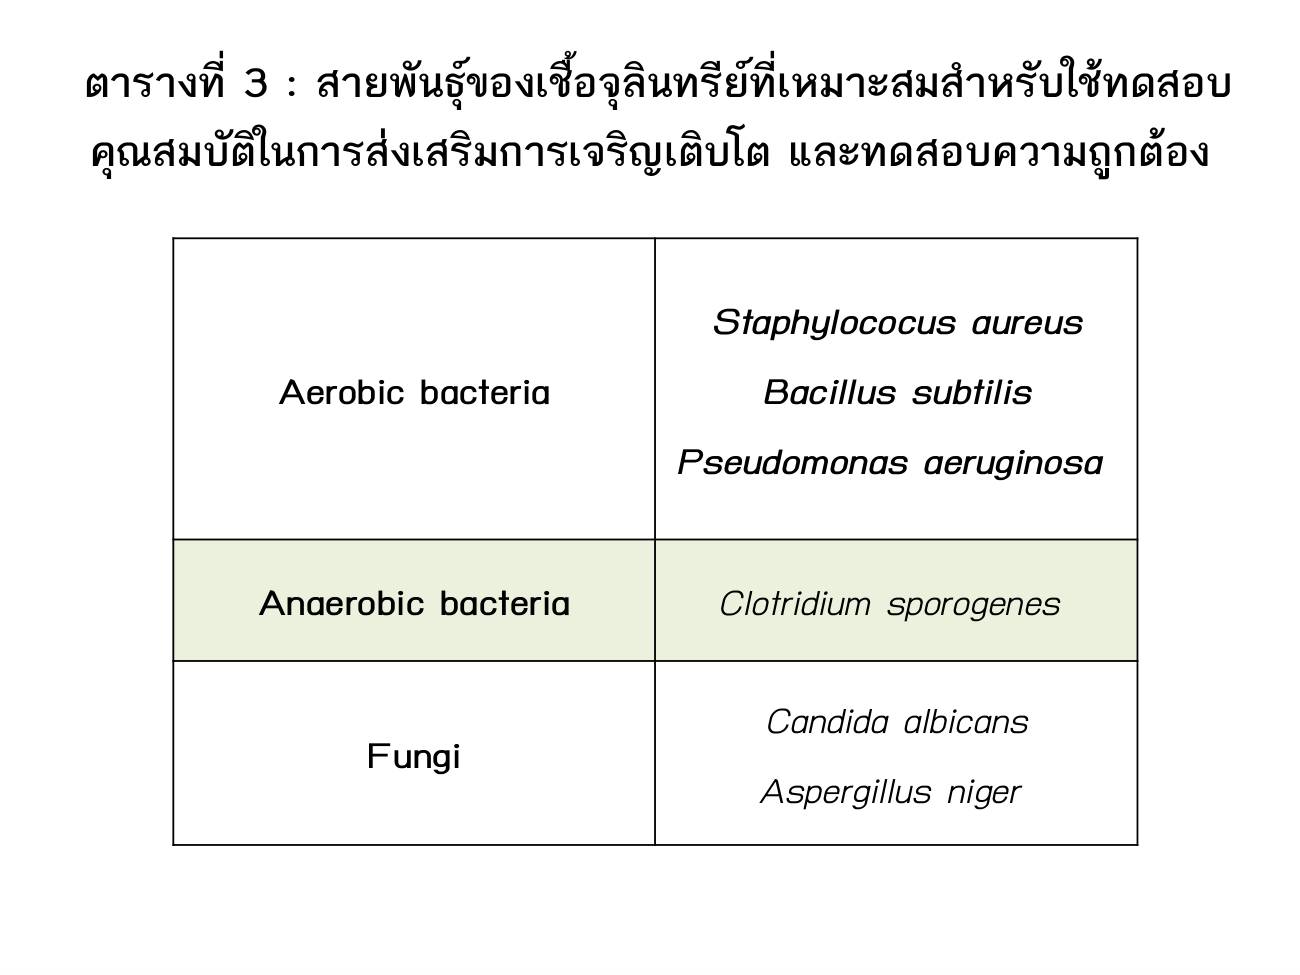 ตารางที่ 3 : สายพันธุ์ของเชื้อจุลินทรีย์ที่เหมาะสมสำหรับใช้ทดสอบ
คุณสมบัติในการส่งเสริมการเจริญเติบโต และทดสอบความถูกต้อง
Aerobic bacteria
Staphylococus aureus
Bacillus subtilis
Pseudomonas aeruginosa
Anaerobic bacteria
Clotridium sporogenes
Fungi
Candida albicans
Aspergillus niger